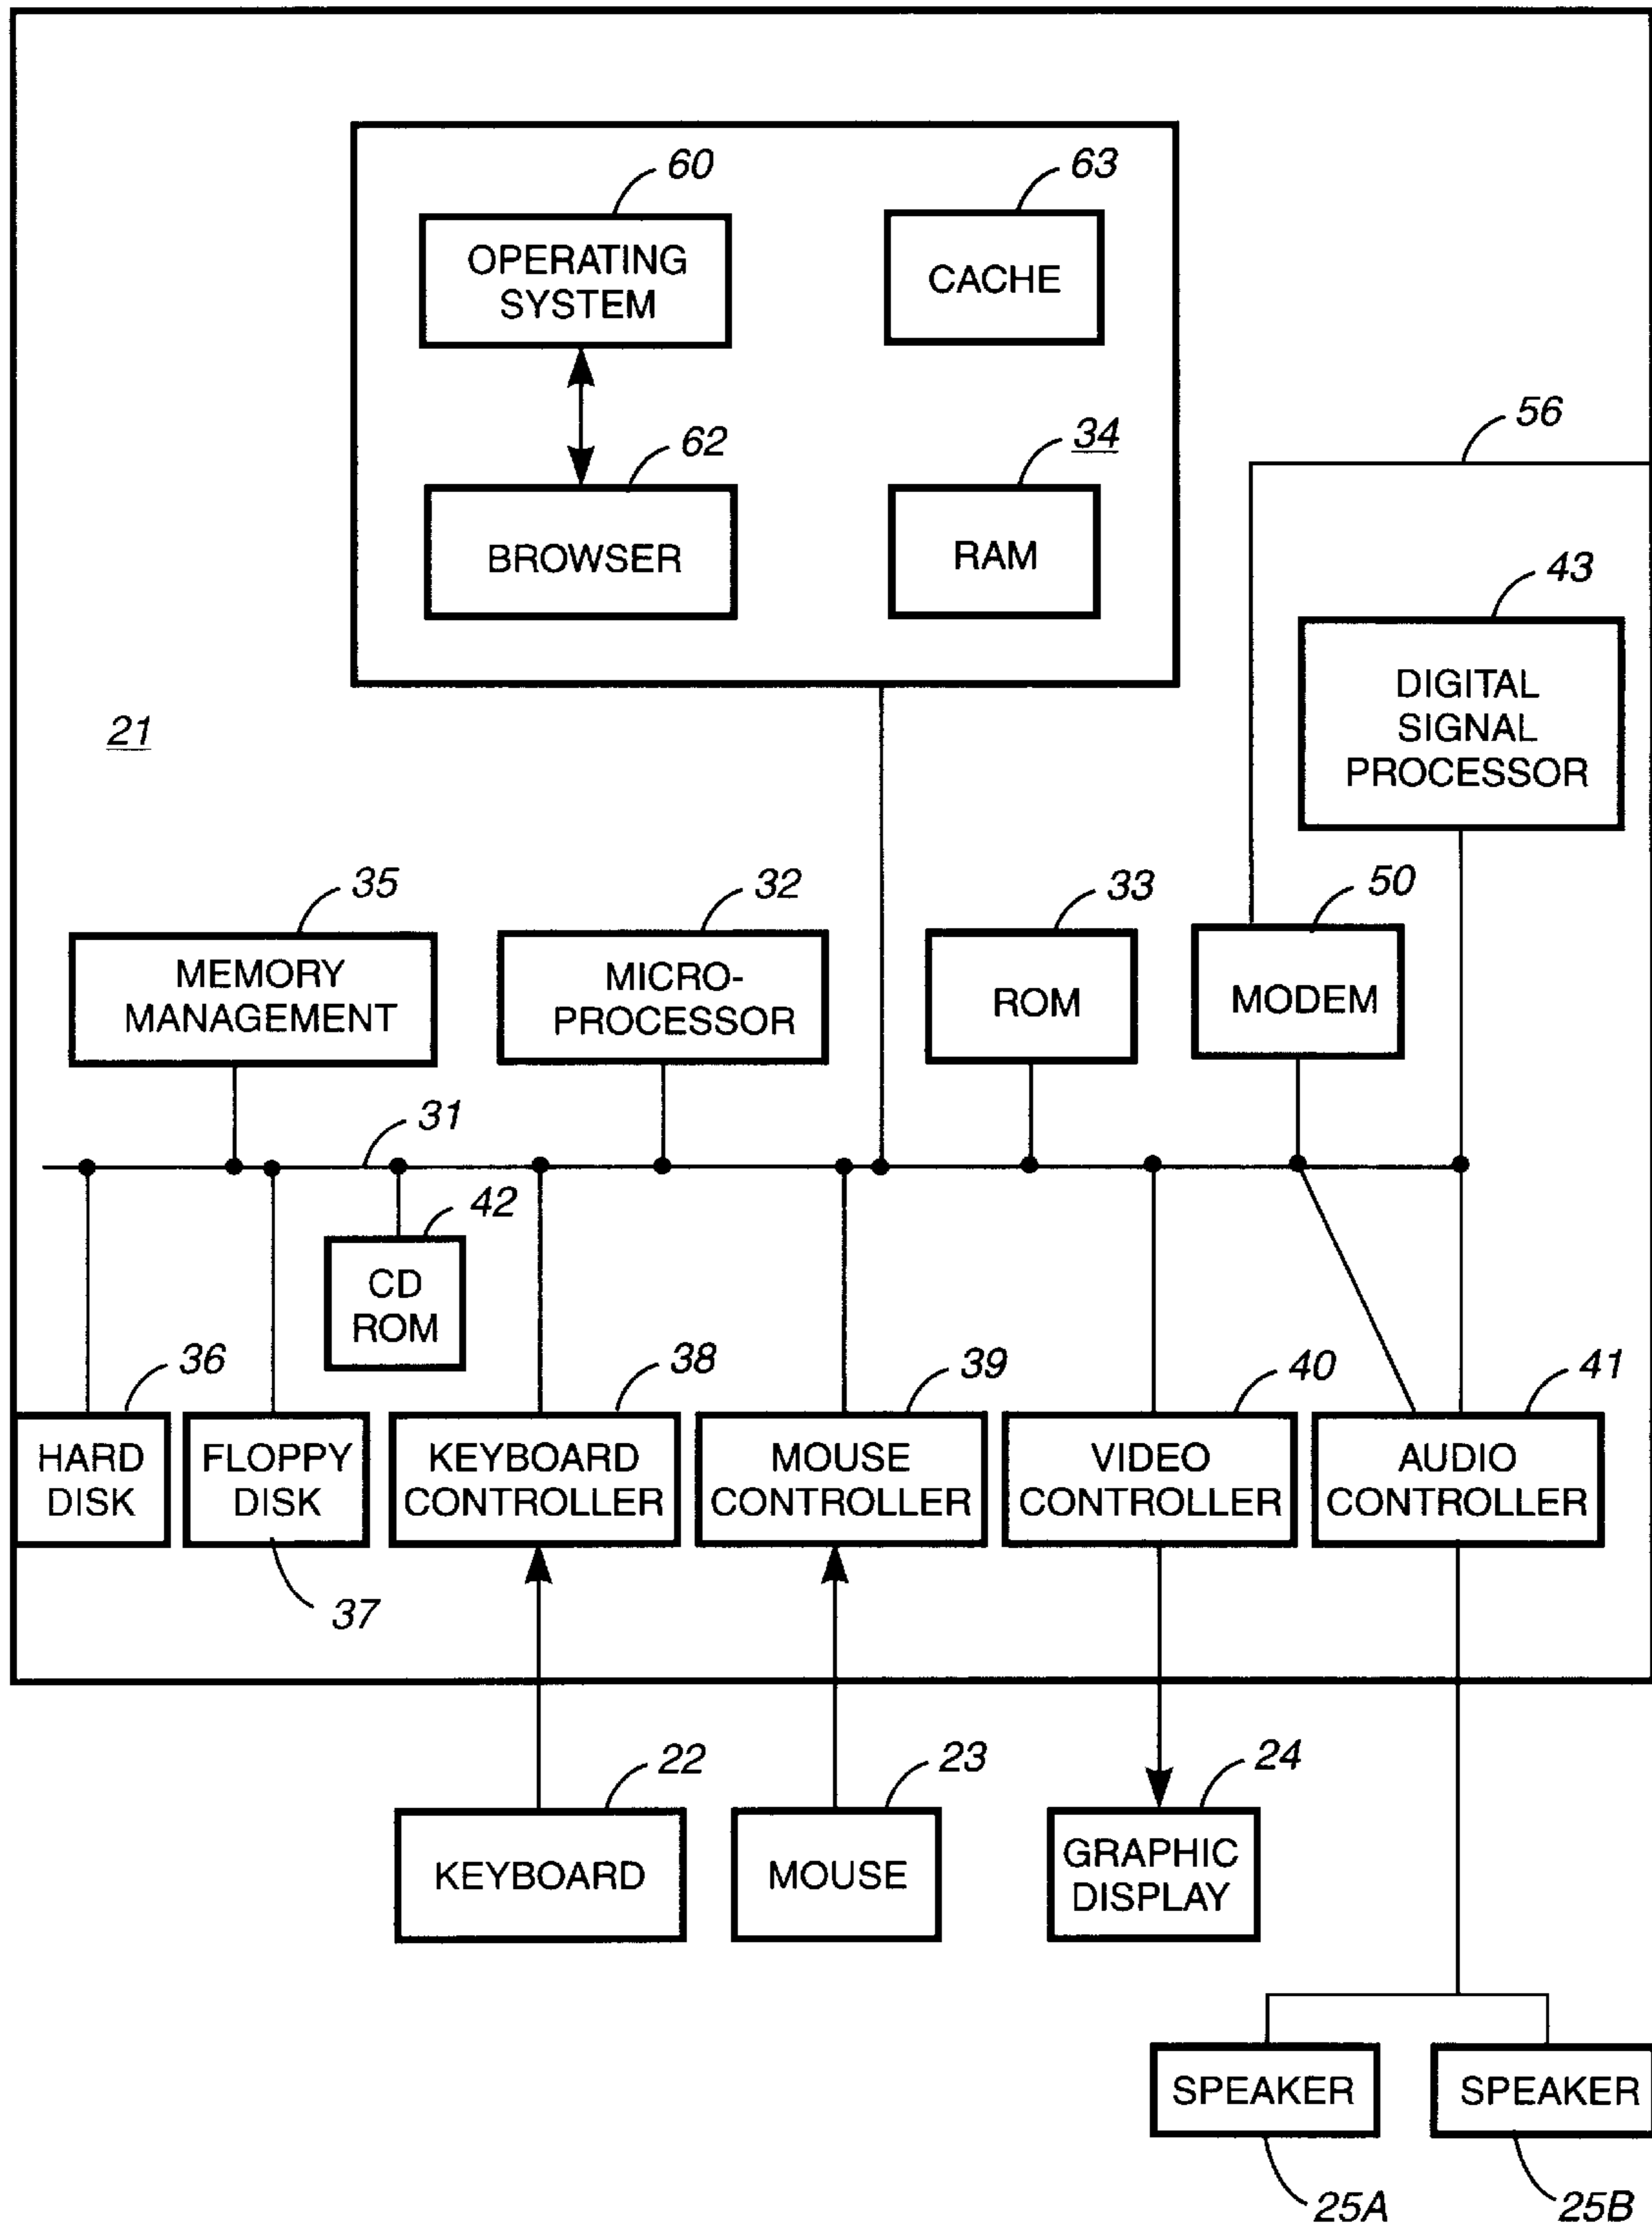 60
63
OPERATING
SYSTEM
CACHE
56
62
34
BROWSER
RAM
43
DIGITAL
SIGNAL
PROCESSOR
21
35
32
33
50
MEMORY
MANAGEMENT
MICRO-
PROCESSOR
ROM
MODEM
31
42
CD
ROM
36
38
39
40
41
HARD
DISK
FLOPPY
DISK
KEYBOARD
CONTROLLER
MOUSE
CONTROLLER
VIDEO
CONTROLLER
AUDIO
CONTROLLER
37
22
23
24
KEYBOARD
MOUSE
GRAPHIC
DISPLAY
SPEAKER
SPEAKER
25A
25B